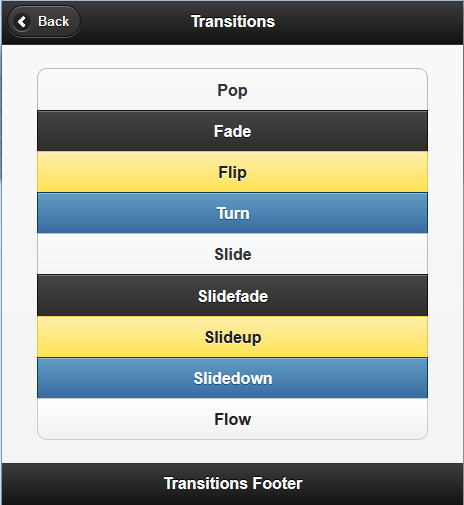 Back
Transitions
Pop
Fade
Flip
Turn
Slide
Slidefade
Slideup
Slidedown
Flow
Transitions Footer